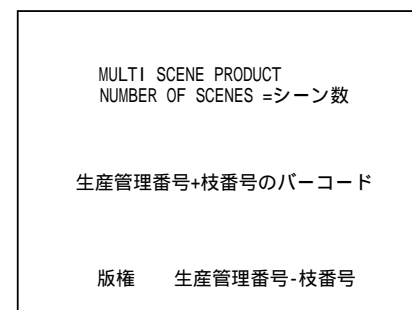 MULTI SCENE PRODUCT
NUMBER OF SCENES =シーン数
生産管理番号+枝番号のバーコード
版権　　生産管理番号-枝番号